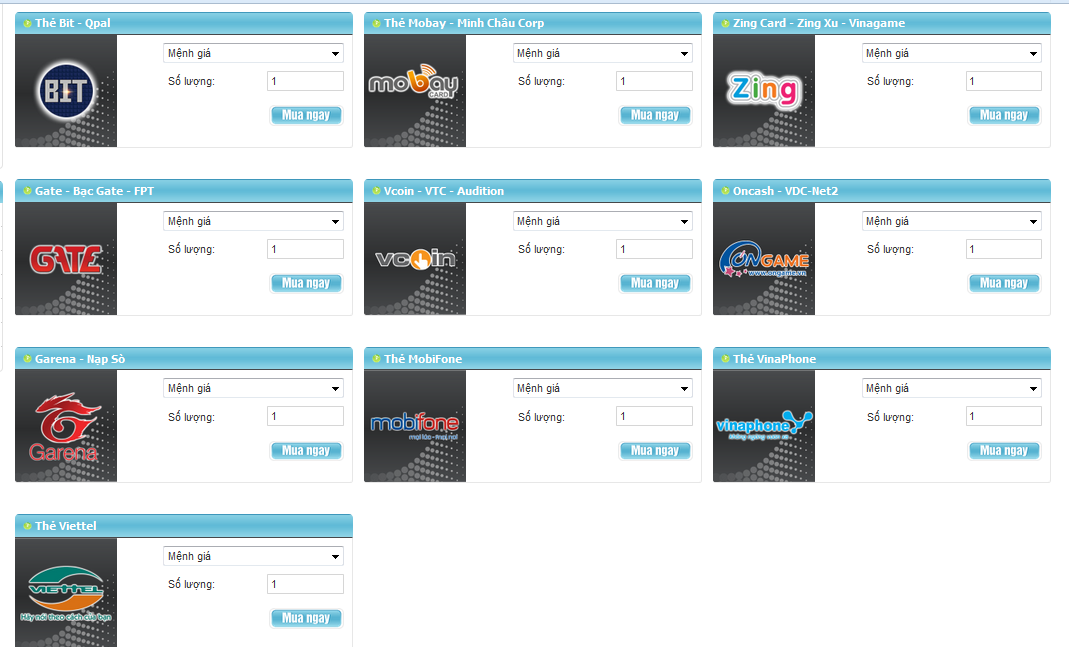 Thẻ Bit - Qpal
BIT
Mệnh giá
Số lượng:
1
Mua ngay
Thẻ Mobay - Minh Châu Corp
mobay
CARD
Mệnh giá
Số lượng:
1
Mua ngay
Zing Card - Zing Xu - Vinagame
Zing
Mệnh giá
Số lượng:
1
Mua ngay
Gate - Bạc Gate - FPT
GATE
Mệnh giá
Số lượng:
1
Mua ngay
Vcoin - VTC - Audition
vcoin
Mệnh giá
Số lượng:
1
Mua ngay
Oncash - VDC-Net2
ONGAME
www.ongame.vn
Mệnh giá
Số lượng:
1
Mua ngay
Garena - Nạp Sò
Garena
Mệnh giá
Số lượng:
1
Mua ngay
Thẻ MobiFone
mobifone
mọi lúc - mọi nơi
Mệnh giá
Số lượng:
1
Mua ngay
Thẻ VinaPhone
vinaphone
không ngừng vươn xa
Mệnh giá
Số lượng:
1
Mua ngay
Thẻ Viettel
VIETTEL
Hãy nói theo cách của bạn
Mệnh giá
Số lượng:
1
Mua ngay